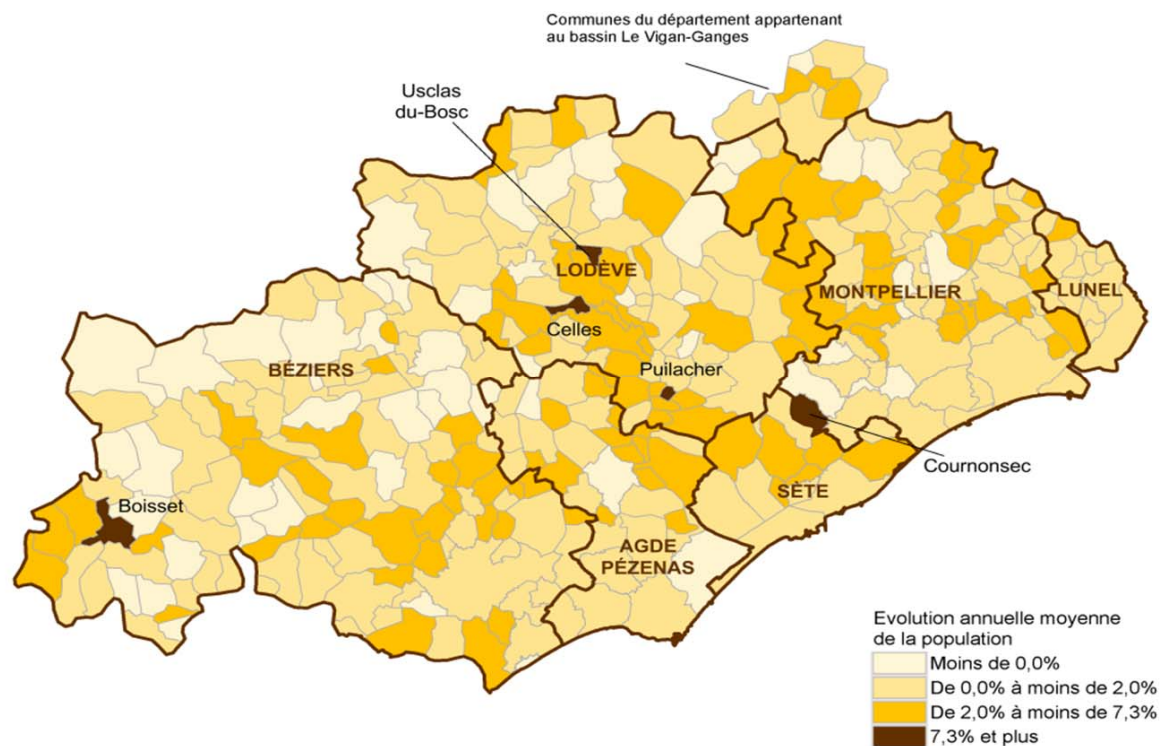 Communes du département appartenant
au bassin Le Vigan-Ganges
Usclas
du-Bosc
LODÈVE
MONTPELLIER
LUNEL
Celles
BÉZIERS
Puilacher
Cournonsec
SÈTE
Boisset
AGDE
PÉZENAS
Evolution annuelle moyenne
de la population
Moins de 0,0%
De 0,0% à moins de 2,0%
De 2,0% à moins de 7,3%
7,3% et plus